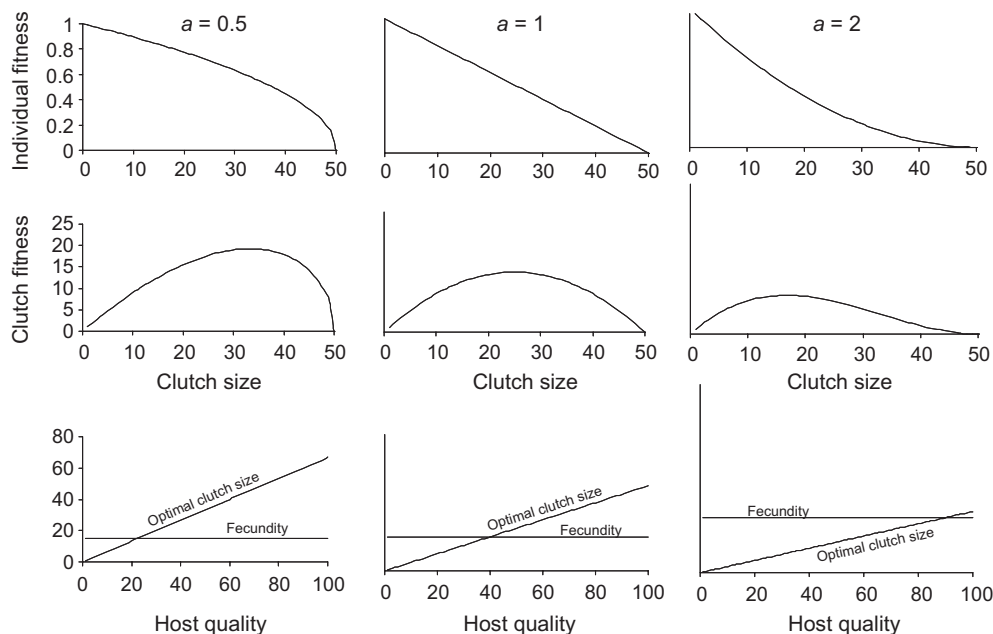 a = 0.5
a = 1
a = 2
Individual fitness
1
0.8
0.6
0.4
0.2
0
0 10 20 30 40 50
0 10 20 30 40 50
0 10 20 30 40 50
Clutch fitness
25
20
15
10
5
0
0 10 20 30 40 50
0 10 20 30 40 50
0 10 20 30 40 50
Clutch size
Clutch size
Clutch size
80
60
40
20
0
Optimal clutch size
Fecundity
0 20 40 60 80 100
Optimal clutch size
Fecundity
0 20 40 60 80 100
Fecundity
Optimal clutch size
0 20 40 60 80 100
Host quality
Host quality
Host quality